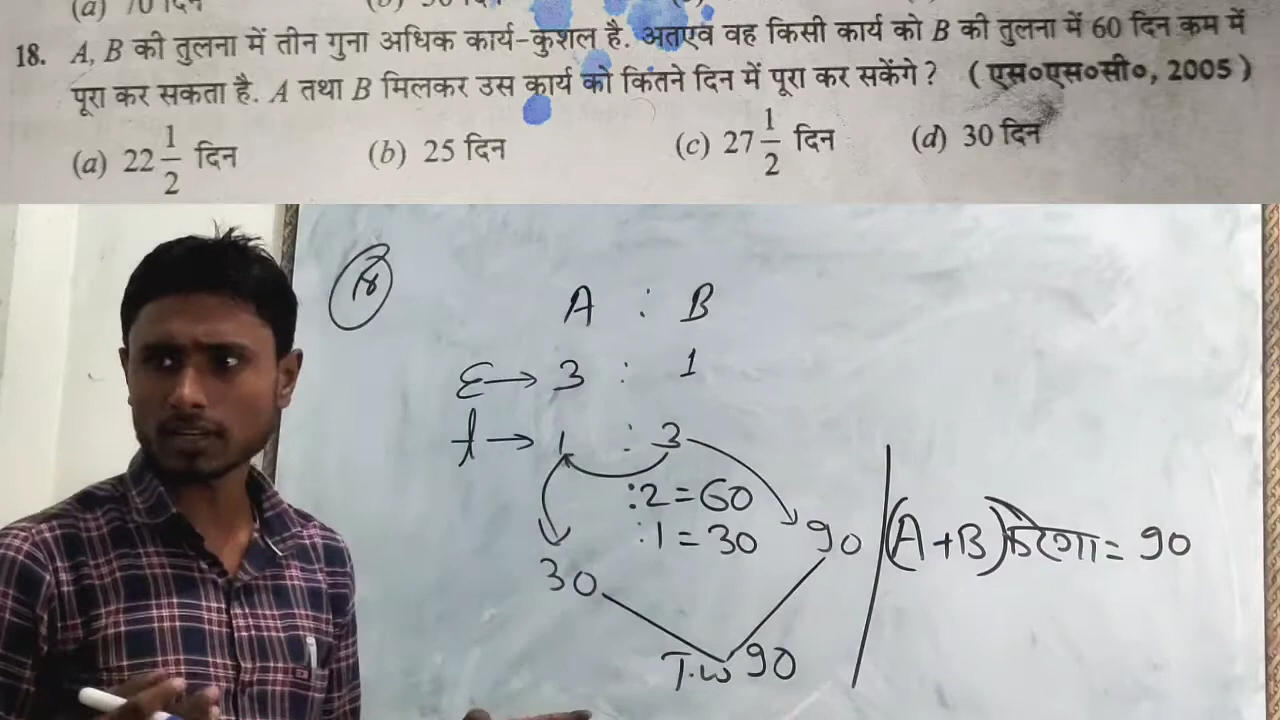 (a) 70 दिन
18. A, B की तुलना में तीन गुना अधिक कार्य-कुशल है. अतएव वह किसी कार्य को B की तुलना में 60 दिन कम में
पूरा कर सकता है. A तथा B मिलकर उस कार्य को कितने दिन में पूरा कर सकेंगे ? (एस०एस०सी०, 2005)
(a) 22 1/2 दिन (b) 25 दिन (c) 27 1/2 दिन (d) 30 दिन
18
A : B
E → 3 : 1
t → 1 : 3
:2 = 60
:1 = 30
90
30
T.W 90
(A+B) करेगा = 90